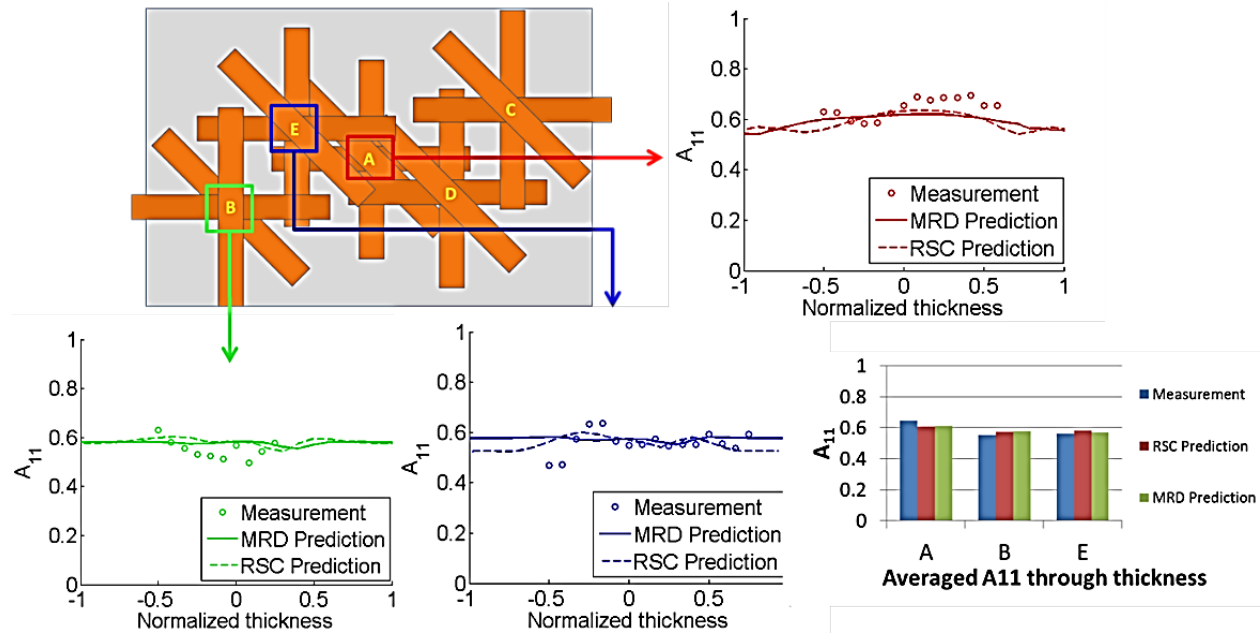 C
E
A
D
B
1
0.8
0.6
0.4
0.2
0
A11
Measurement
MRD Prediction
RSC Prediction
-1 -0.5 0 0.5 1
Normalized thickness
1
0.8
0.6
0.4
0.2
0
A11
Measurement
MRD Prediction
RSC Prediction
-1 -0.5 0 0.5 1
Normalized thickness
1
0.8
0.6
0.4
0.2
0
A11
Measurement
MRD Prediction
RSC Prediction
-1 -0.5 0 0.5
Normalized thickness
1
0.8
0.6
0.4
0.2
0
A11
Measurement
RSC Prediction
MRD Prediction
A B E
Averaged A11 through thickness